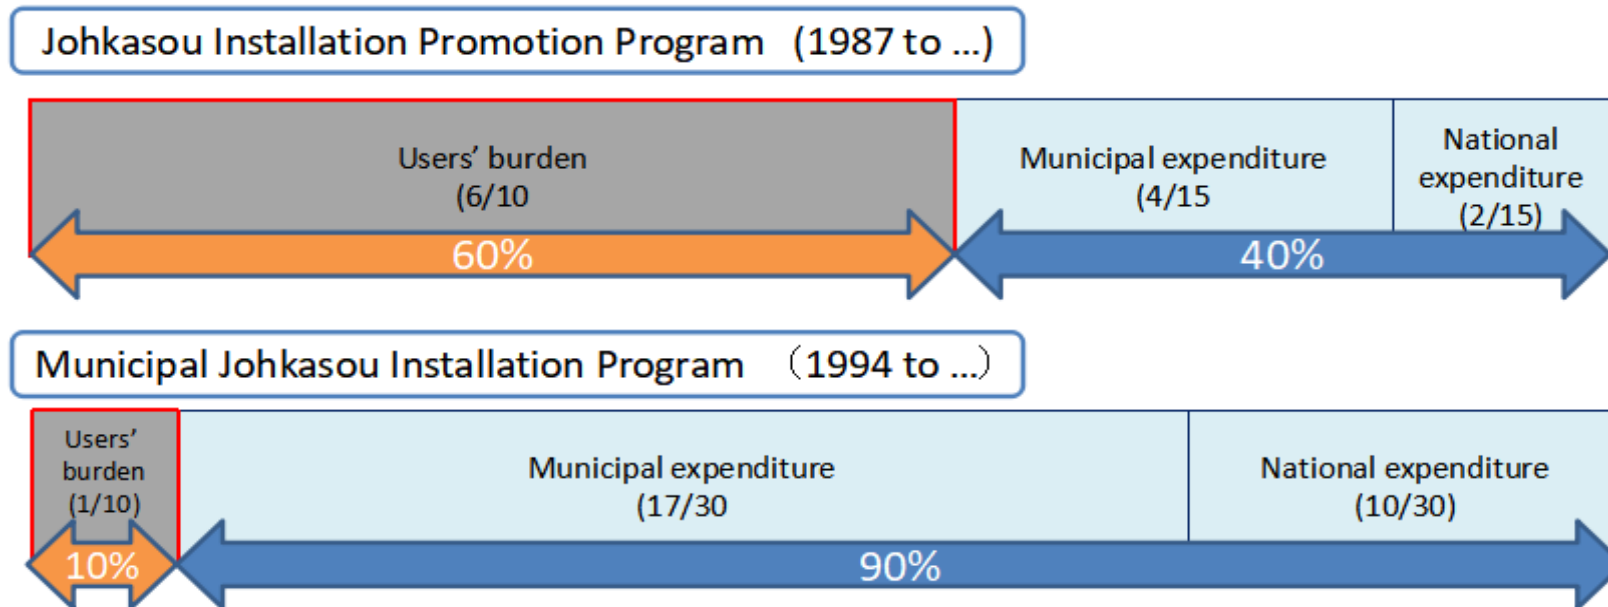 Johkasou Installation Promotion Program (1987 to ...)
Users' burden
(6/10
Municipal expenditure
(4/15
National
expenditure
(2/15)
60%
40%
Municipal Johkasou Installation Program （1994 to ...）
Users'
burden
(1/10)
Municipal expenditure
(17/30
National expenditure
(10/30)
10%
90%